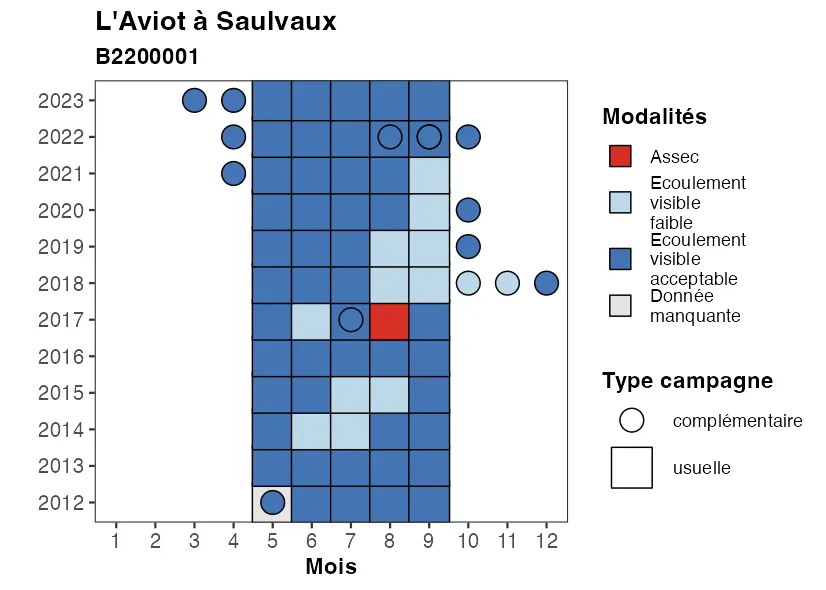 L'Aviot à Saulvaux
B2200001
2023
2022
2021
2020
2019
2018
2017
2016
2015
2014
2013
2012
1 2 3 4 5 6 7 8 9 10 11 12
Mois
Modalités
Assec
Ecoulement
visible
faible
Ecoulement
visible
acceptable
Donnée
manquante
Type campagne
complémentaire
usuelle